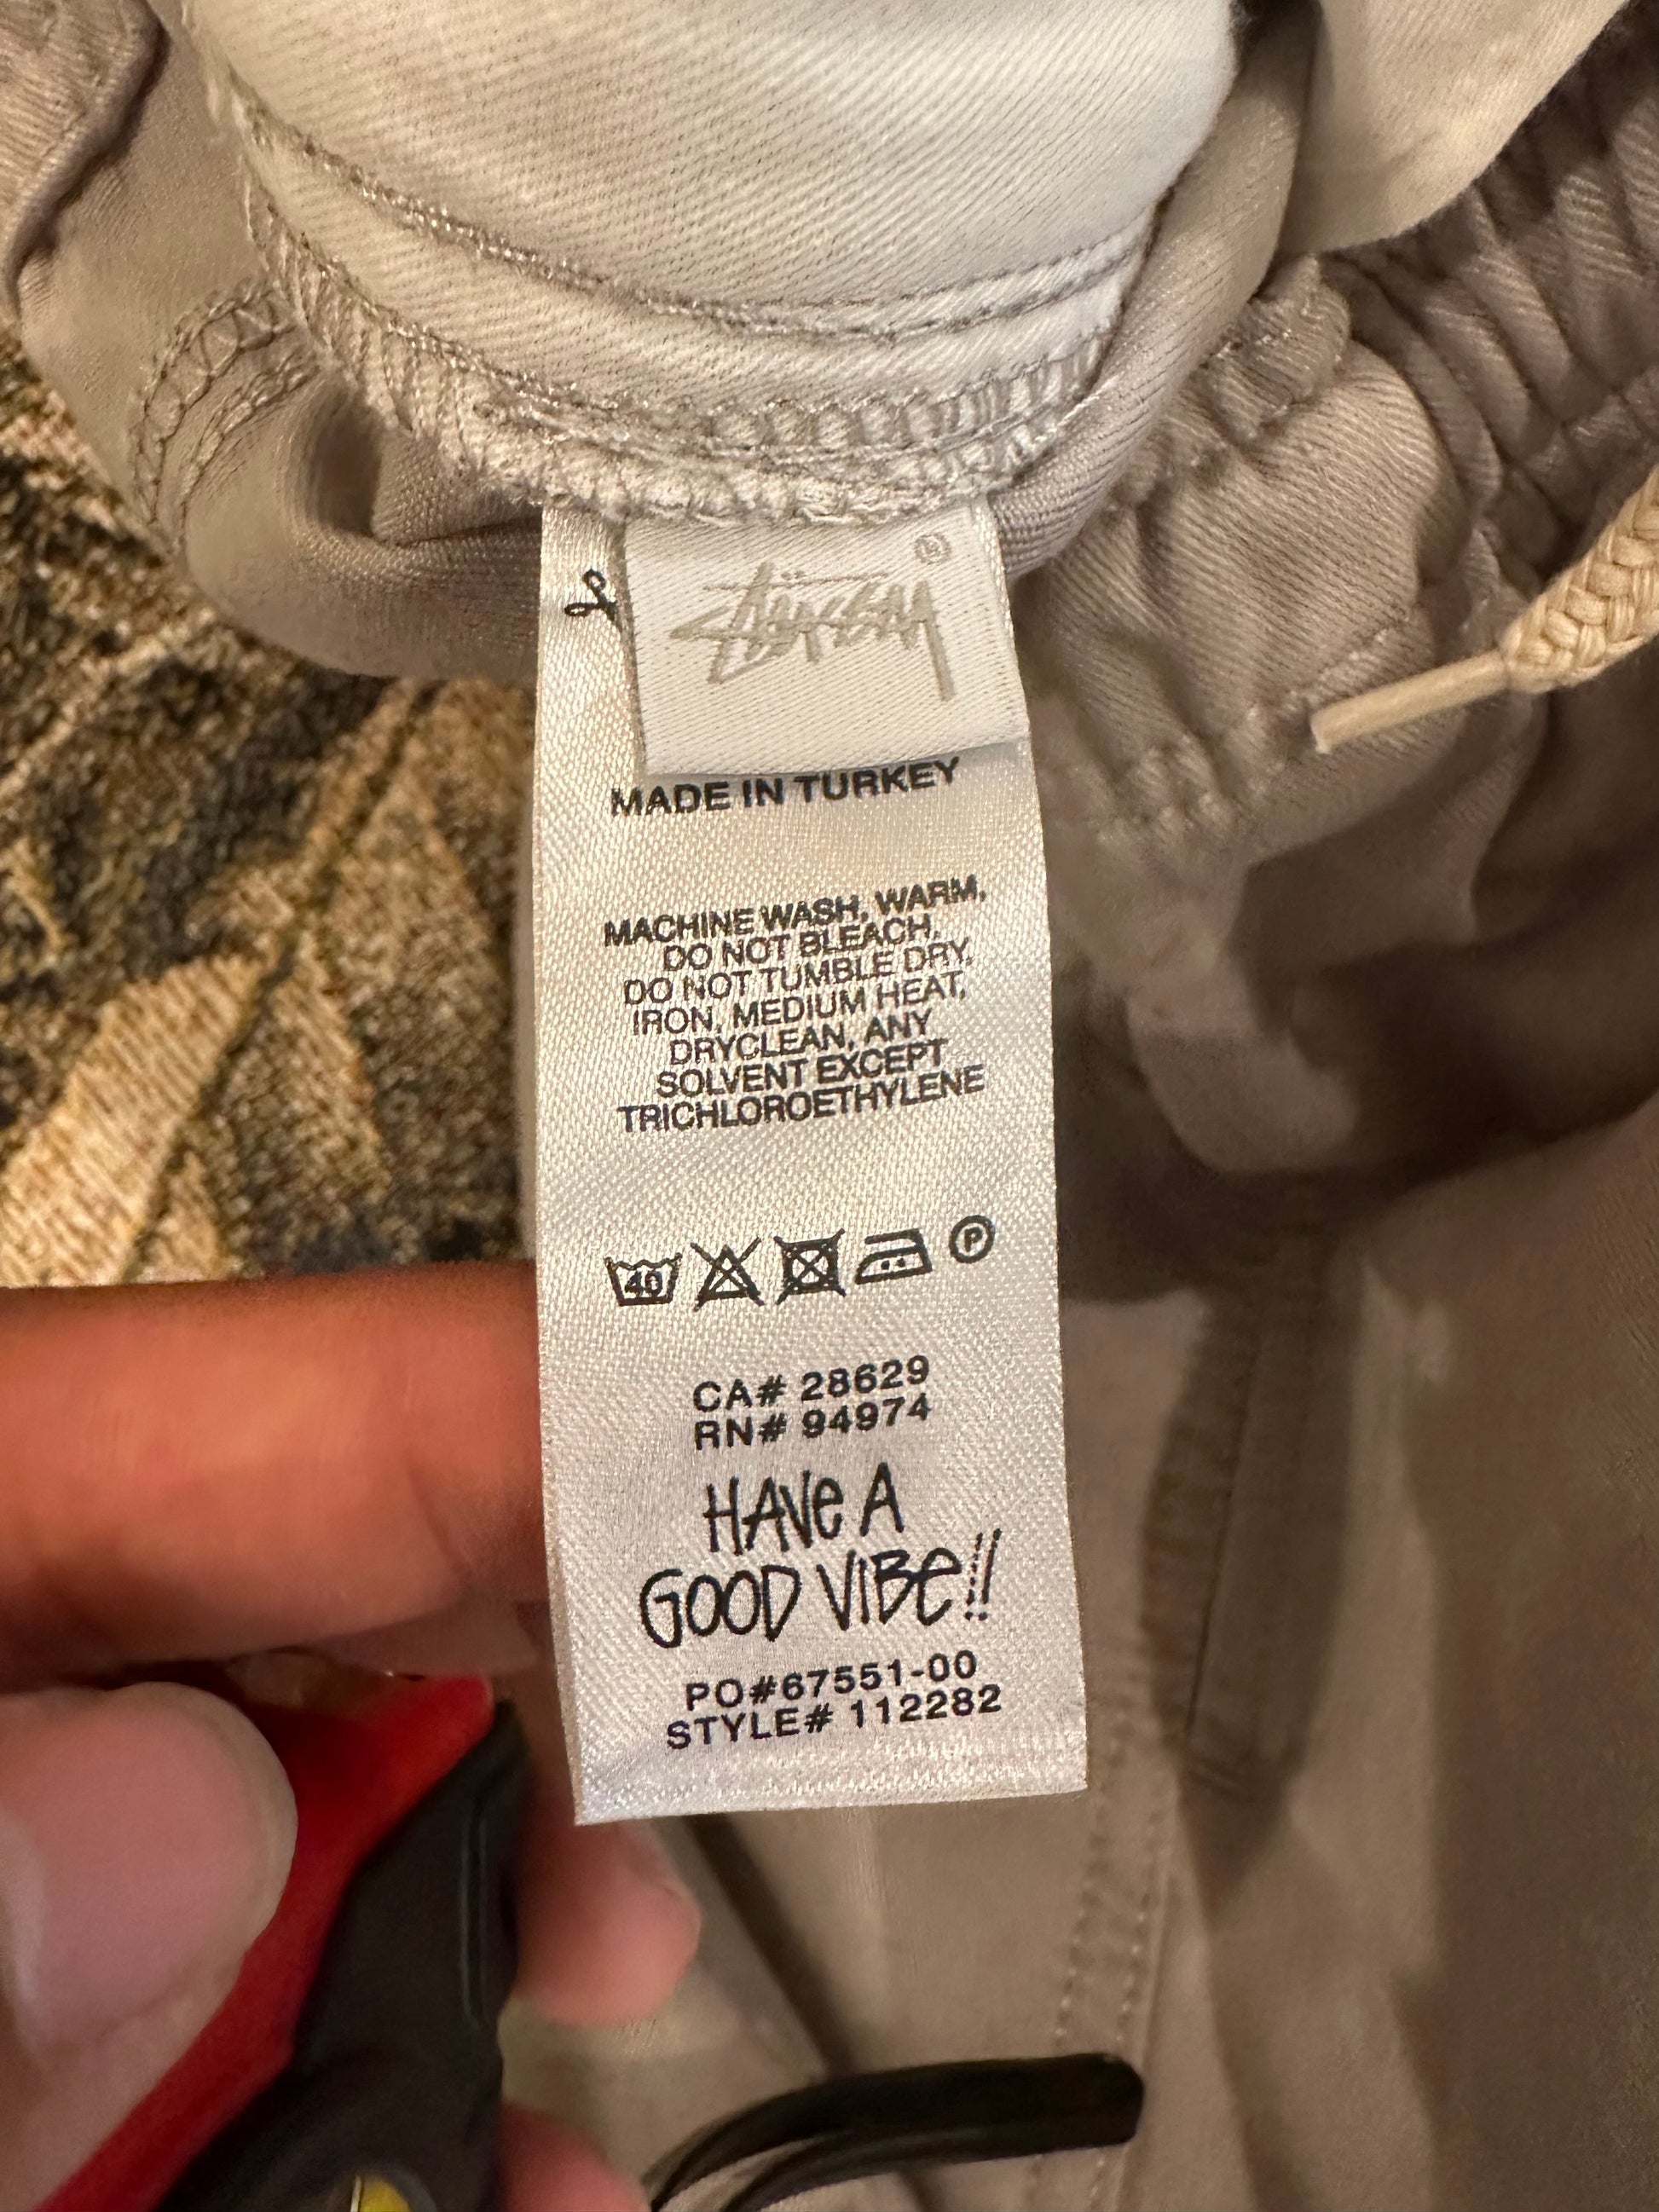 Stüssy ®
MADE IN TURKEY
MACHINE WASH, WARM,
DO NOT BLEACH,
DO NOT TUMBLE DRY,
IRON, MEDIUM HEAT,
DRYCLEAN, ANY
SOLVENT EXCEPT
TRICHLOROETHYLENE
40 P
CA# 28629
RN# 94974
HAVe A
GOOD VIBe!!
PO#67551-00
STYLE# 112282